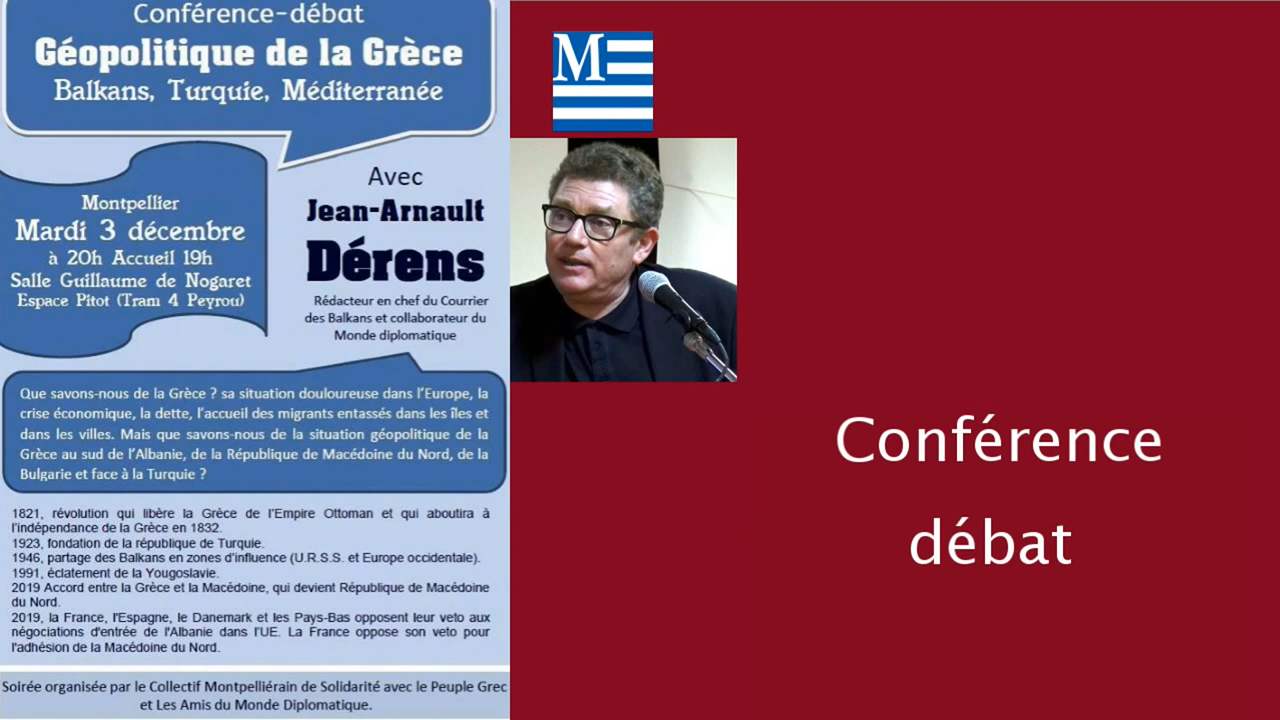 Conférence-débat
Géopolitique de la Grèce
Balkans, Turquie, Méditerranée
Montpellier
Mardi 3 décembre
à 20h Accueil 19h
Salle Guillaume de Nogaret
Espace Pitot (Tram 4 Peyrou)
Avec
Jean-Arnault
Dérens
Rédacteur en chef du Courrier
des Balkans et collaborateur du
Monde diplomatique
Que savons-nous de la Grèce ? sa situation douloureuse dans l'Europe, la
crise économique, la dette, l'accueil des migrants entassés dans les îles et
dans les villes. Mais que savons-nous de la situation géopolitique de la
Grèce au sud de l'Albanie, de la République de Macédoine du Nord, de la
Bulgarie et face à la Turquie ?
1821, révolution qui libère la Grèce de l'Empire Ottoman et qui aboutira à
l'indépendance de la Grèce en 1832.
1923, fondation de la république de Turquie.
1946, partage des Balkans en zones d'influence (U.R.S.S. et Europe occidentale).
1991, éclatement de la Yougoslavie.
2019 Accord entre la Grèce et la Macédoine, qui devient République de Macédoine
du Nord.
2019, la France, l'Espagne, le Danemark et les Pays-Bas opposent leur veto aux
négociations d'entrée de l'Albanie dans l'UE. La France oppose son veto pour
l'adhésion de la Macédoine du Nord.
Soirée organisée par le Collectif Montpelliérain de Solidarité avec le Peuple Grec
et Les Amis du Monde Diplomatique.
M
Conférence
débat